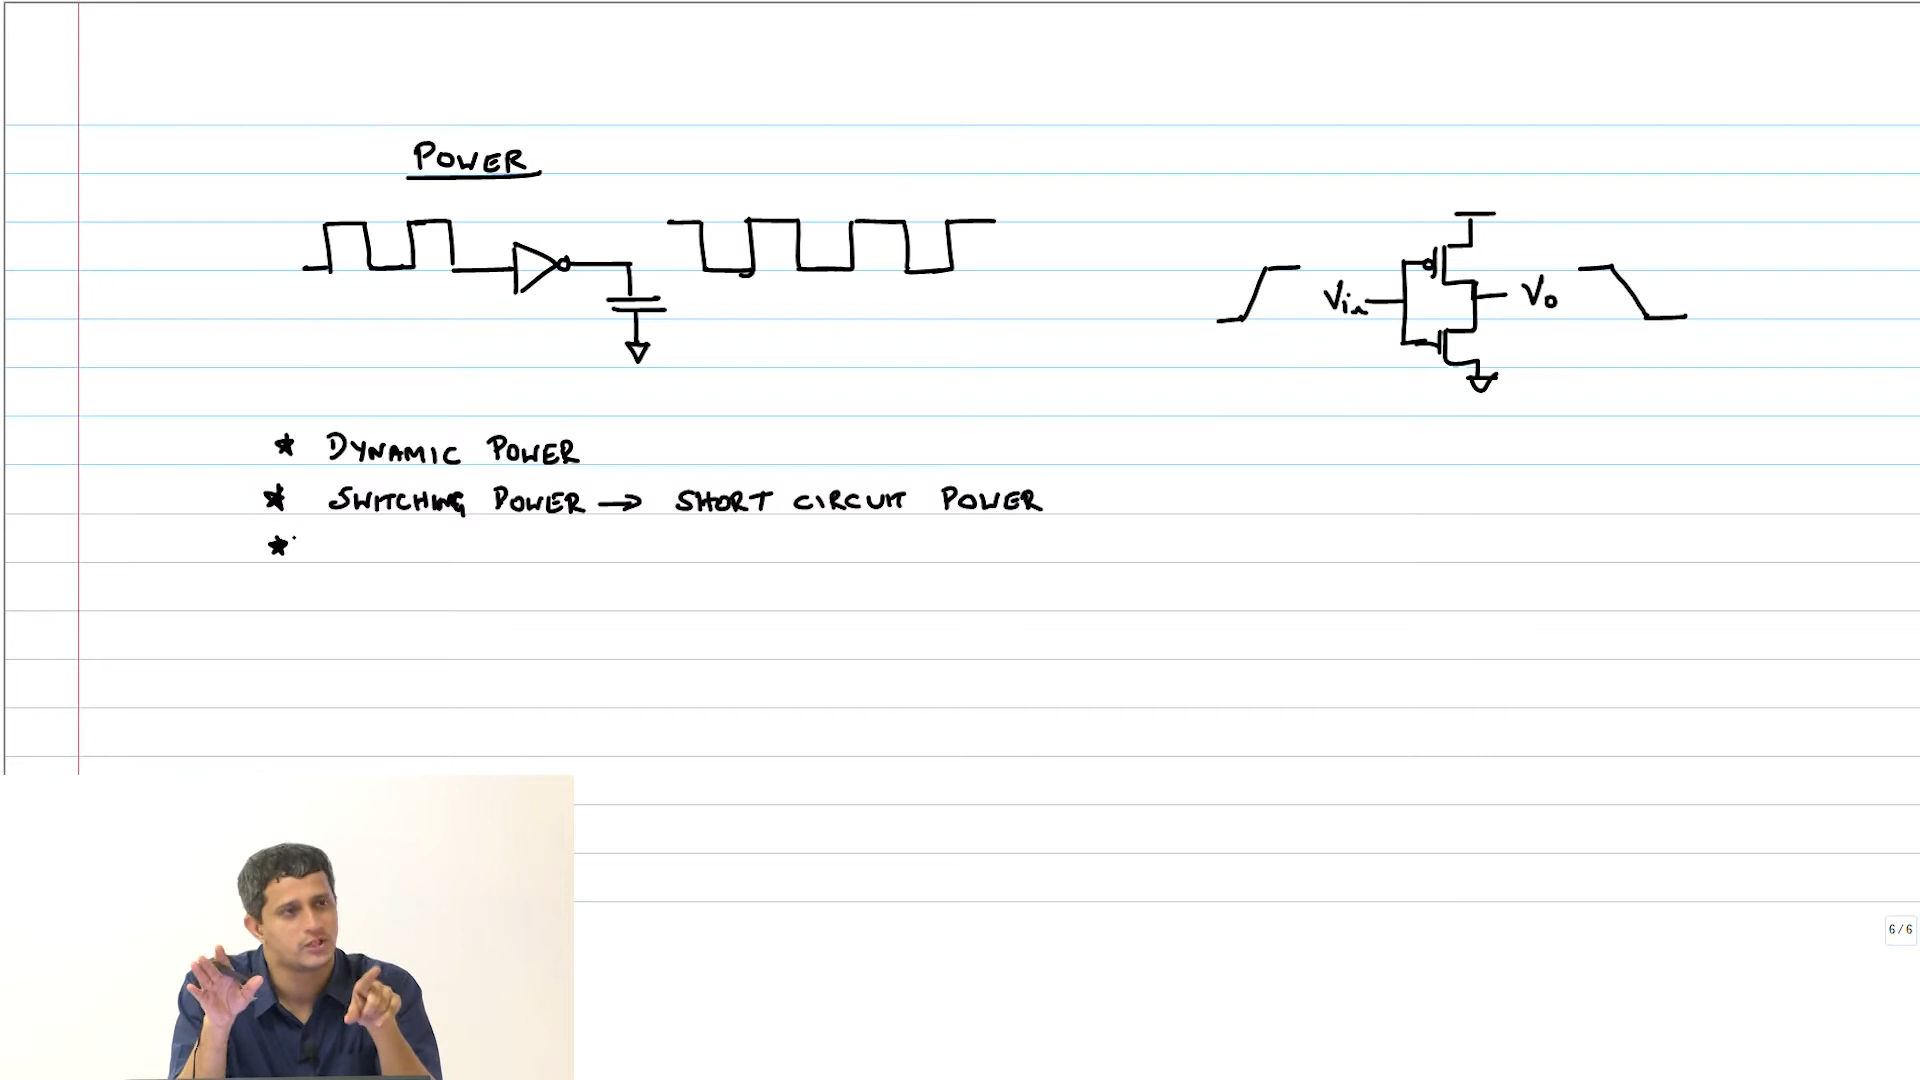 POWER
Vin
Vo
★ DYNAMIC POWER
★ SWITCHING POWER → SHORT CIRCUIT POWER
★
6/6